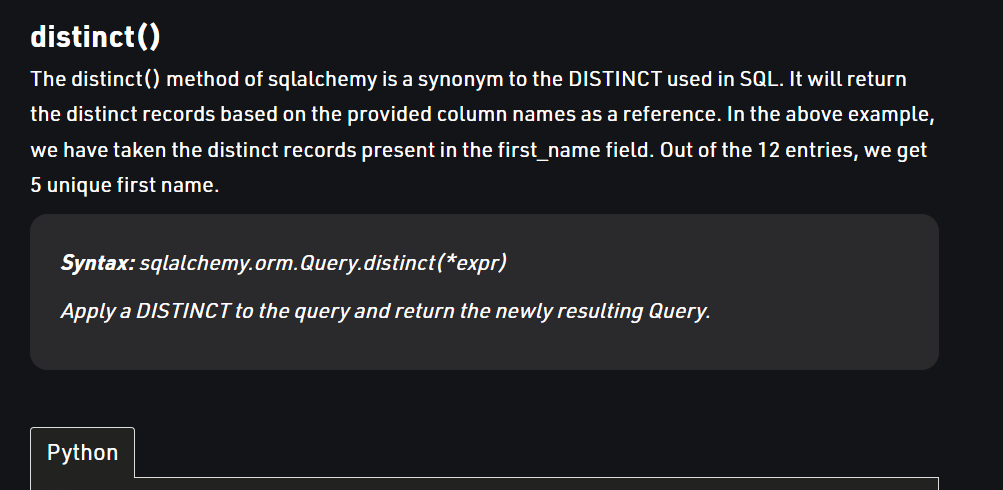 distinct()
The distinct() method of sqlalchemy is a synonym to the DISTINCT used in SQL. It will return
the distinct records based on the provided column names as a reference. In the above example,
we have taken the distinct records present in the first_name field. Out of the 12 entries, we get
5 unique first name.
Syntax: sqlalchemy.orm.Query.distinct(*expr)
Apply a DISTINCT to the query and return the newly resulting Query.
Python